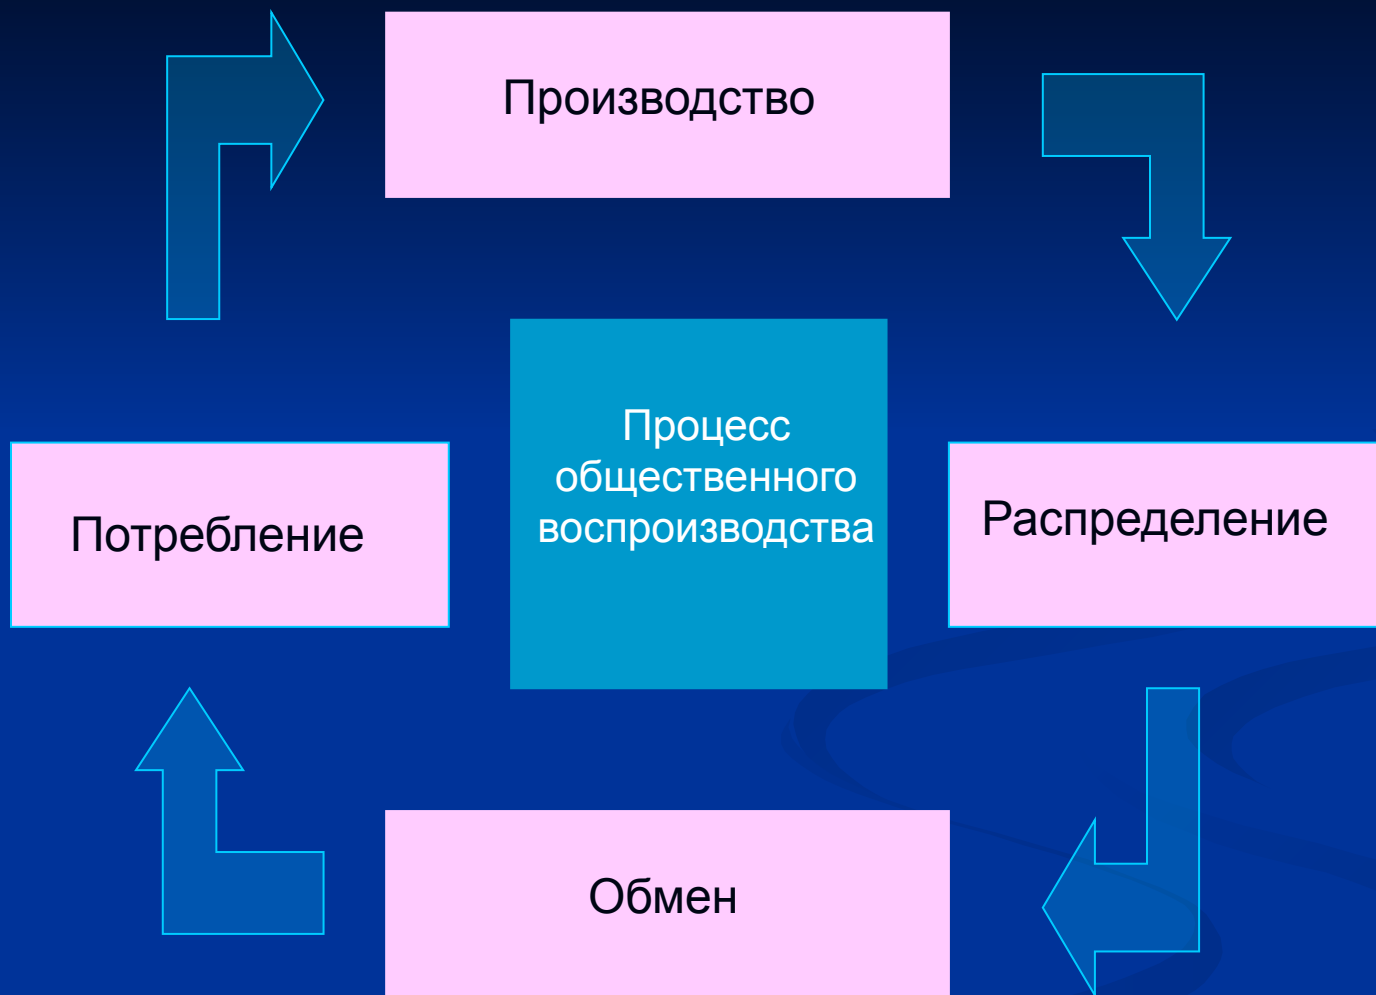 Производство
Процесс
общественного
воспроизводства
Потребление
Распределение
Обмен